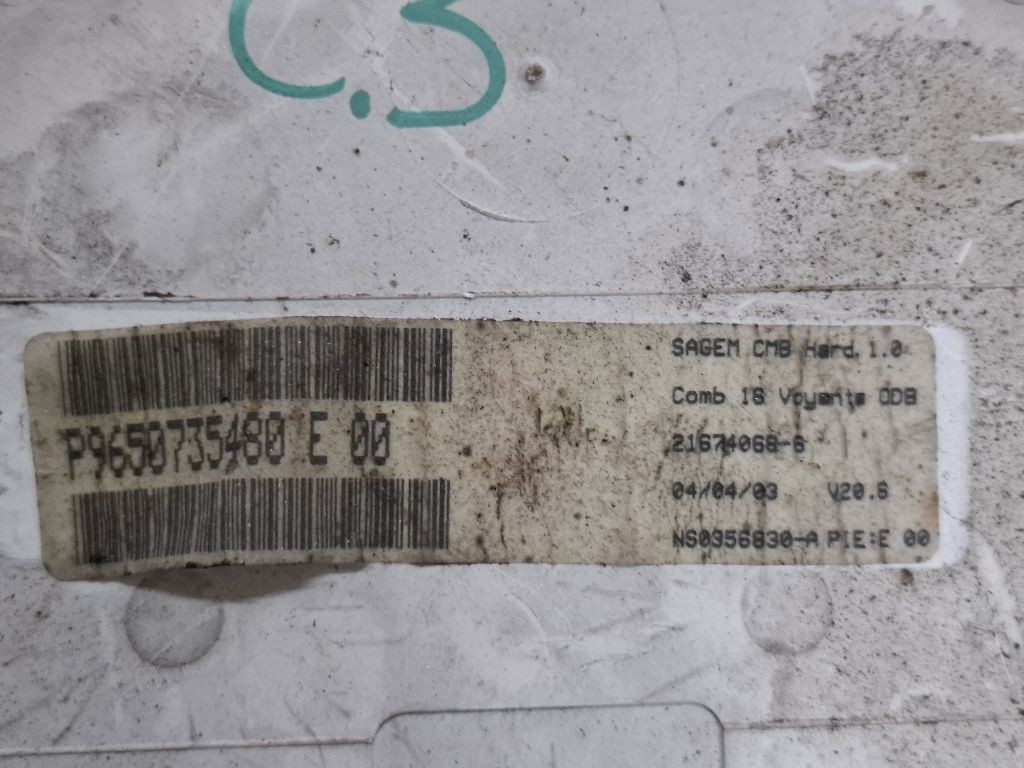 C.3
P9650735480 E 00
SAGEM CMB Hard.1.0
Comb 16 Voyants ODB
21674068-6
04/04/03 V20.6
NS0356830-A PIE:E 00